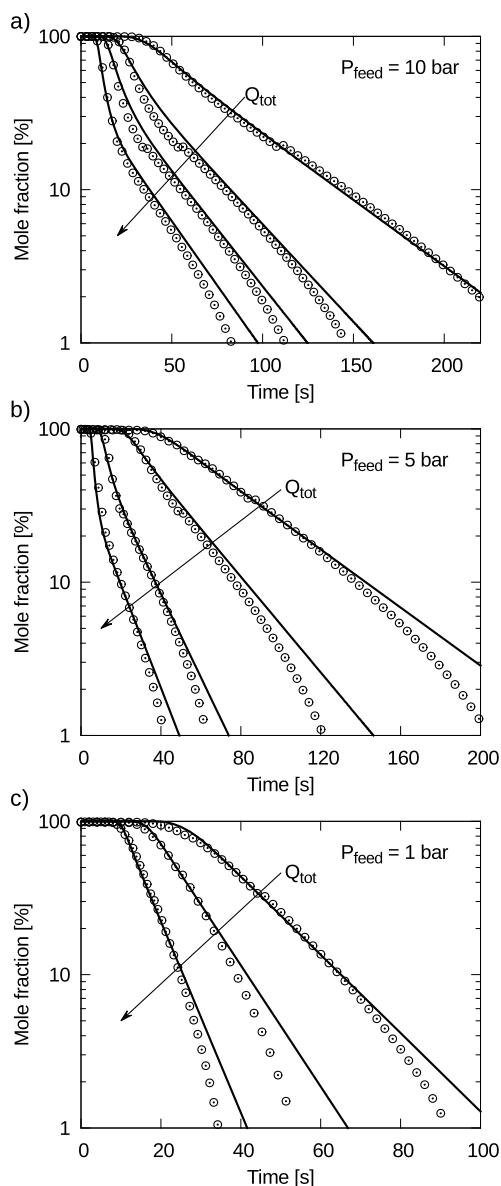 a)
100
10
1
Mole fraction [%]
P_feed = 10 bar
Q_tot
0 50 100 150 200
Time [s]
b)
100
10
1
Mole fraction [%]
P_feed = 5 bar
Q_tot
0 40 80 120 160 200
Time [s]
c)
100
10
1
Mole fraction [%]
P_feed = 1 bar
Q_tot
0 20 40 60 80 100
Time [s]